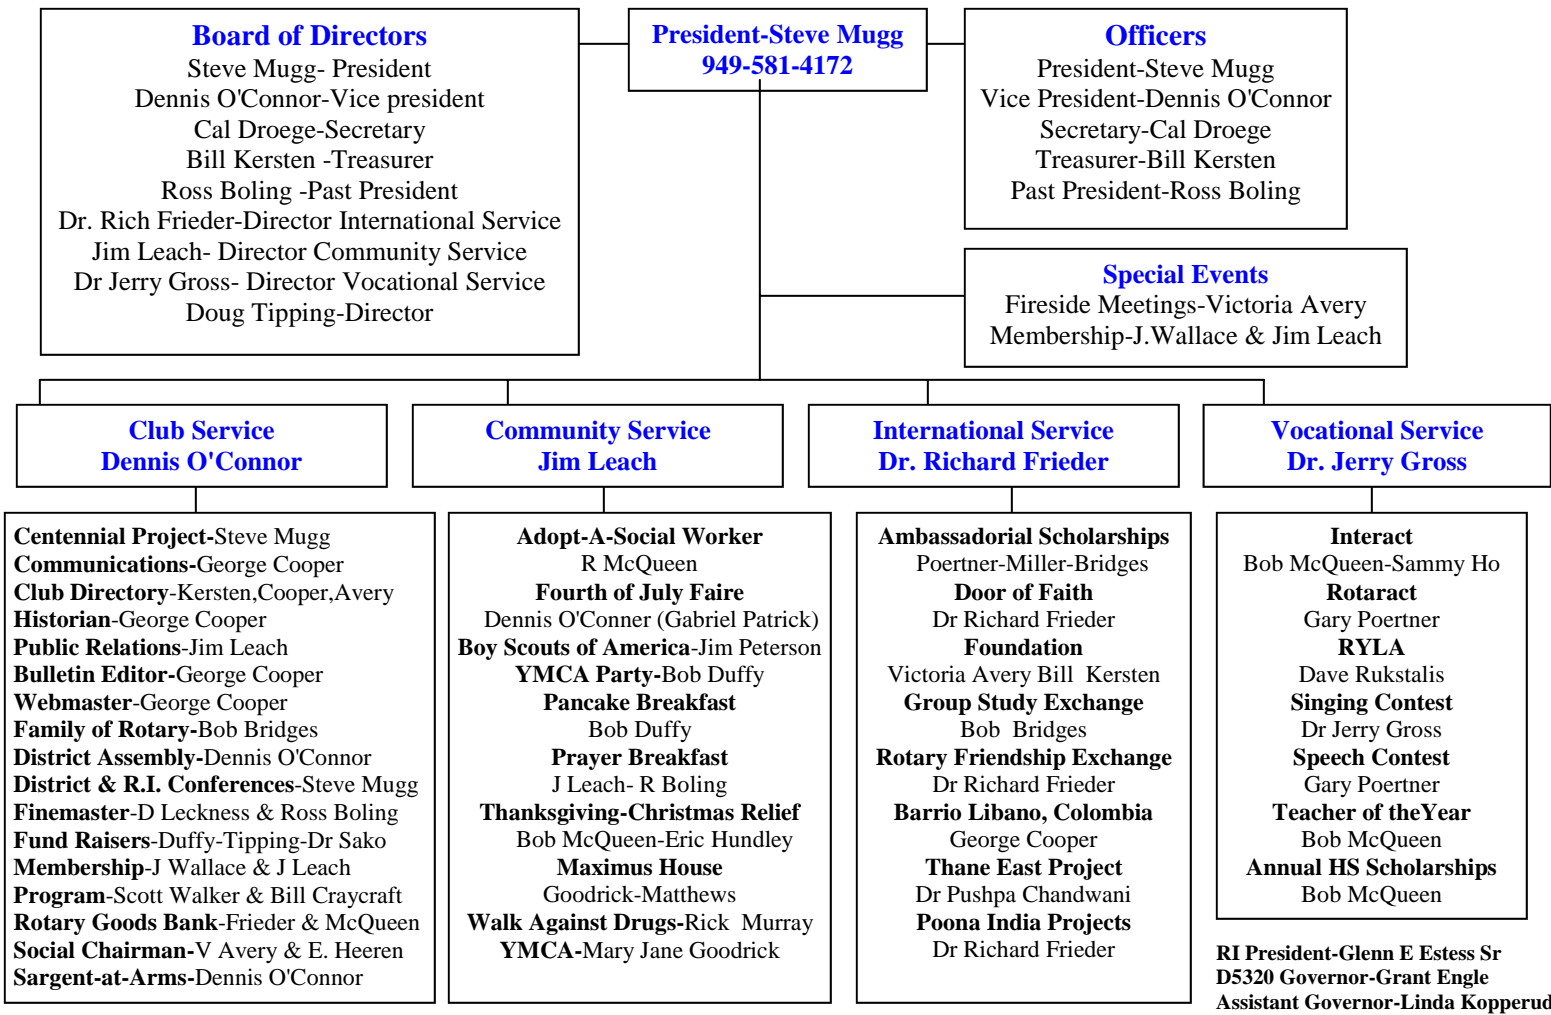 Board of Directors
Steve Mugg- President
Dennis O'Connor-Vice president
Cal Droege-Secretary
Bill Kersten -Treasurer
Ross Boling -Past President
Dr. Rich Frieder-Director International Service
Jim Leach- Director Community Service
Dr Jerry Gross- Director Vocational Service
Doug Tipping-Director
President-Steve Mugg
949-581-4172
Officers
President-Steve Mugg
Vice President-Dennis O'Connor
Secretary-Cal Droege
Treasurer-Bill Kersten
Past President-Ross Boling
Special Events
Fireside Meetings-Victoria Avery
Membership-J.Wallace & Jim Leach
Club Service
Dennis O'Connor
Centennial Project-Steve Mugg
Communications-George Cooper
Club Directory-Kersten,Cooper,Avery
Historian-George Cooper
Public Relations-Jim Leach
Bulletin Editor-George Cooper
Webmaster-George Cooper
Family of Rotary-Bob Bridges
District Assembly-Dennis O'Connor
District & R.I. Conferences-Steve Mugg
Finemaster-D Leckness & Ross Boling
Fund Raisers-Duffy-Tipping-Dr Sako
Membership-J Wallace & J Leach
Program-Scott Walker & Bill Craycraft
Rotary Goods Bank-Frieder & McQueen
Social Chairman-V Avery & E. Heeren
Sargent-at-Arms-Dennis O'Connor
Community Service
Jim Leach
Adopt-A-Social Worker
R McQueen
Fourth of July Faire
Dennis O'Conner (Gabriel Patrick)
Boy Scouts of America-Jim Peterson
YMCA Party-Bob Duffy
Pancake Breakfast
Bob Duffy
Prayer Breakfast
J Leach- R Boling
Thanksgiving-Christmas Relief
Bob McQueen-Eric Hundley
Maximus House
Goodrick-Matthews
Walk Against Drugs-Rick Murray
YMCA-Mary Jane Goodrick
International Service
Dr. Richard Frieder
Ambassadorial Scholarships
Poertner-Miller-Bridges
Door of Faith
Dr Richard Frieder
Foundation
Victoria Avery Bill Kersten
Group Study Exchange
Bob Bridges
Rotary Friendship Exchange
Dr Richard Frieder
Barrio Libano, Colombia
George Cooper
Thane East Project
Dr Pushpa Chandwani
Poona India Projects
Dr Richard Frieder
Vocational Service
Dr. Jerry Gross
Interact
Bob McQueen-Sammy Ho
Rotaract
Gary Poertner
RYLA
Dave Rukstalis
Singing Contest
Dr Jerry Gross
Speech Contest
Gary Poertner
Teacher of theYear
Bob McQueen
Annual HS Scholarships
Bob McQueen
RI President-Glenn E Estess Sr
D5320 Governor-Grant Engle
Assistant Governor-Linda Kopperud